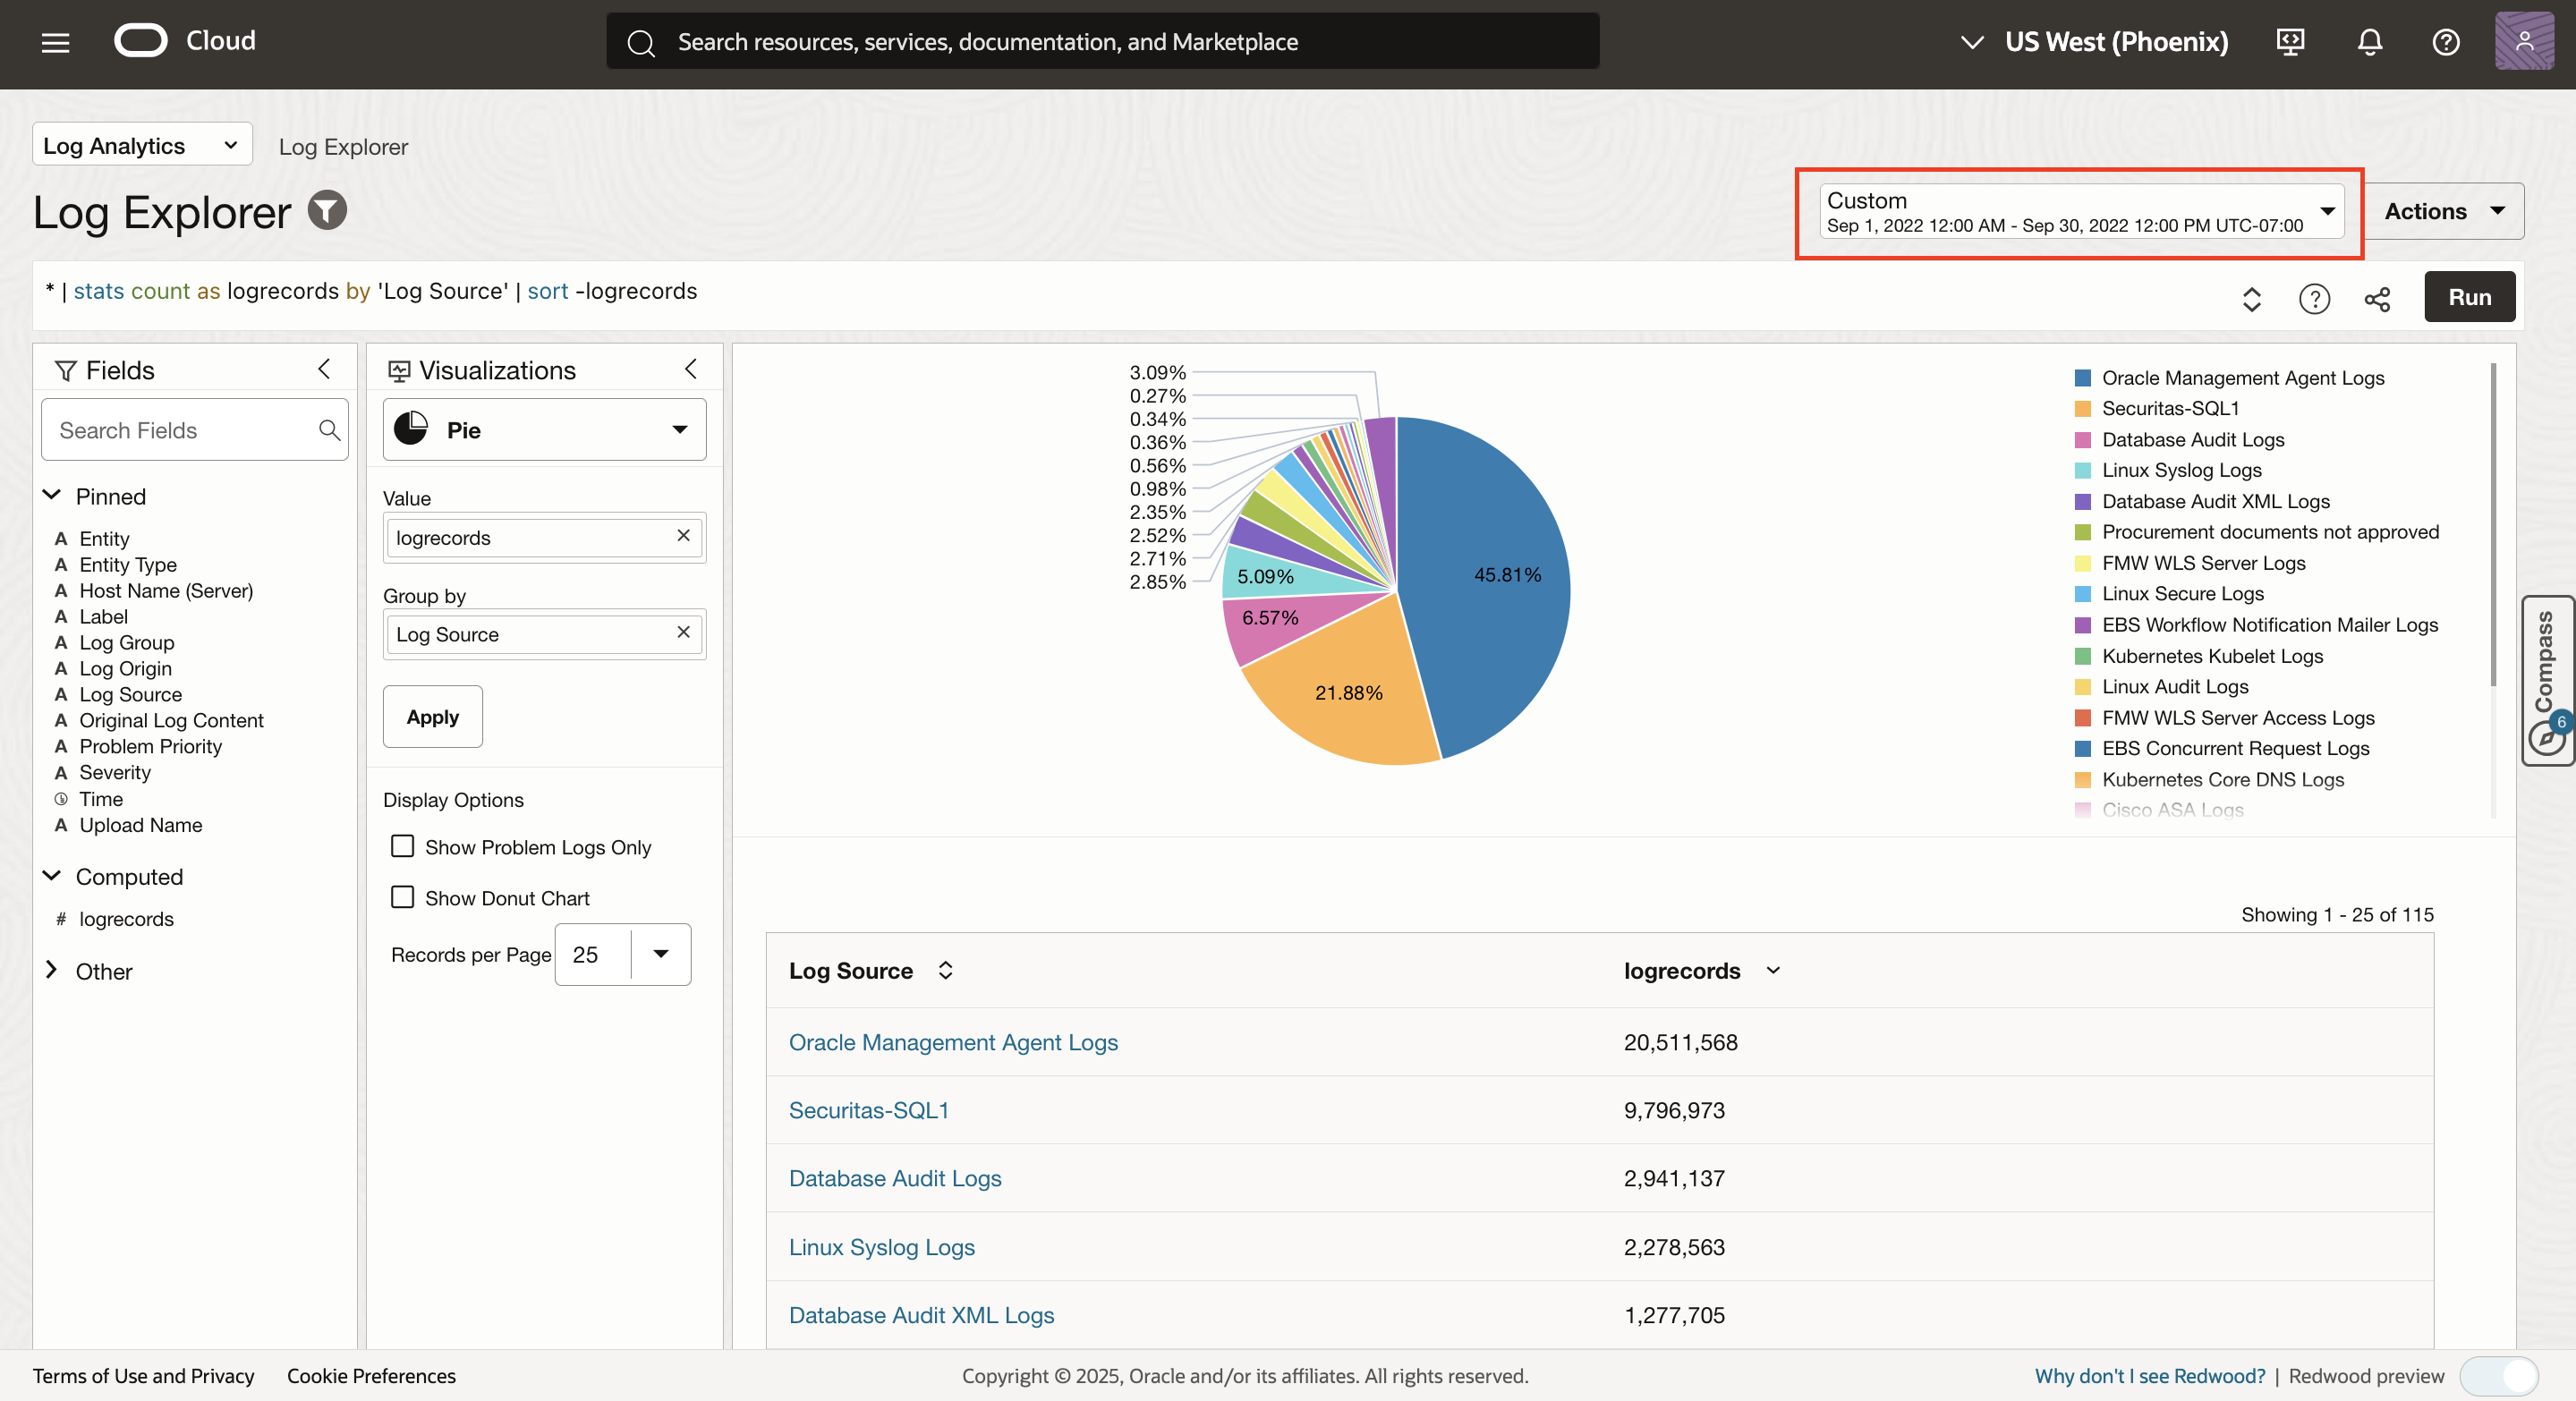 Cloud
Search resources, services, documentation, and Marketplace
US West (Phoenix)
Log Analytics
Log Explorer
Log Explorer
Custom
Sep 1, 2022 12:00 AM - Sep 30, 2022 12:00 PM UTC-07:00
Actions
* | stats count as logrecords by 'Log Source' | sort -logrecords
Run
Fields
Search Fields
Pinned
A Entity
A Entity Type
A Host Name (Server)
A Label
A Log Group
A Log Origin
A Log Source
A Original Log Content
A Problem Priority
A Severity
Time
A Upload Name
Computed
# logrecords
Other
Visualizations
Pie
Value
logrecords
Group by
Log Source
Apply
Display Options
Show Problem Logs Only
Show Donut Chart
Records per Page 25
3.09%
0.27%
0.34%
0.36%
0.56%
0.98%
2.35%
2.52%
2.71%
2.85%
5.09%
6.57%
21.88%
45.81%
Oracle Management Agent Logs
Securitas-SQL1
Database Audit Logs
Linux Syslog Logs
Database Audit XML Logs
Procurement documents not approved
FMW WLS Server Logs
Linux Secure Logs
EBS Workflow Notification Mailer Logs
Kubernetes Kubelet Logs
Linux Audit Logs
FMW WLS Server Access Logs
EBS Concurrent Request Logs
Kubernetes Core DNS Logs
Cisco ASA Logs
Compass
6
Showing 1 - 25 of 115
Log Source logrecords
Oracle Management Agent Logs 20,511,568
Securitas-SQL1 9,796,973
Database Audit Logs 2,941,137
Linux Syslog Logs 2,278,563
Database Audit XML Logs 1,277,705
Terms of Use and Privacy Cookie Preferences
Copyright © 2025, Oracle and/or its affiliates. All rights reserved.
Why don't I see Redwood? | Redwood preview